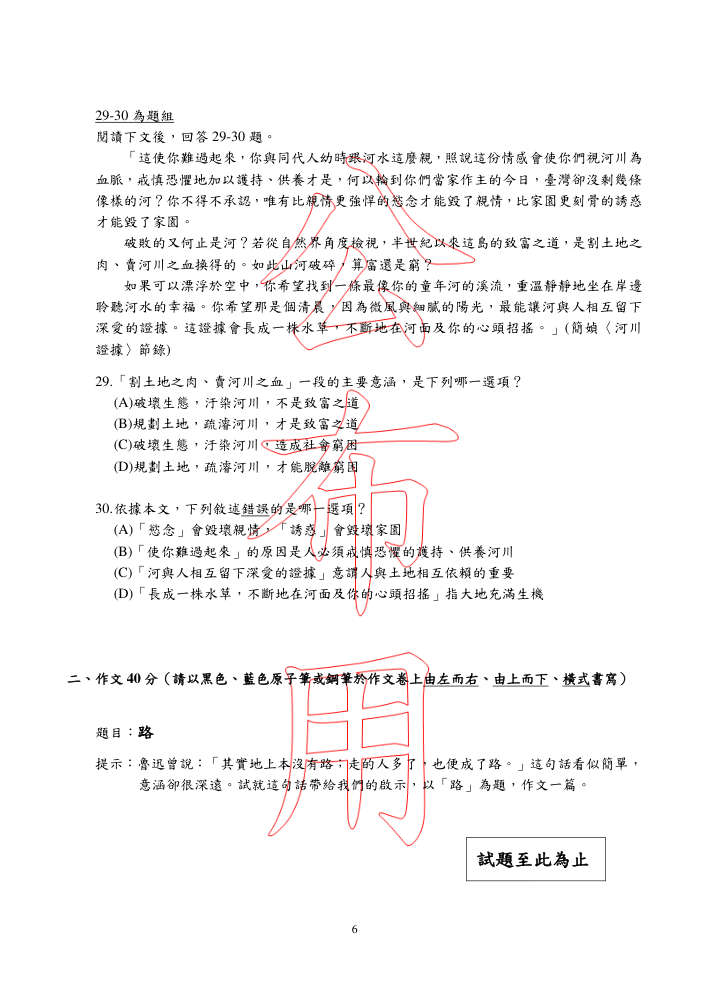 29-30 為題組
閱讀下文後，回答 29-30 題。
「這使你難過起來，你與同代人幼時跟河水這麼親，照說這份情感會使你們視河川為
血脈，戒慎恐懼地加以護持、供養才是，何以輪到你們當家作主的今日，臺灣卻沒剩幾條
像樣的河？你不得不承認，唯有比親情更強悍的慾念才能毀了親情，比家園更刻骨的誘惑
才能毀了家園。
破敗的又何止是河？若從自然界角度檢視，半世紀以來這島的致富之道，是割土地之
肉、賣河川之血換得的。如此山河破碎，算富還是窮？
如果可以漂浮於空中，你希望找到一條最像你的童年河的溪流，重溫靜靜地坐在岸邊
聆聽河水的幸福。你希望那是個清晨，因為微風與細膩的陽光，最能讓河與人相互留下
深愛的證據。這證據會長成一株水草，不斷地在河面及你的心頭招搖。」(簡媜〈河川
證據〉節錄)
29.「割土地之肉、賣河川之血」一段的主要意涵，是下列哪一選項？
(A)破壞生態，汙染河川，不是致富之道
(B)規劃土地，疏濬河川，才是致富之道
(C)破壞生態，汙染河川，造成社會窮困
(D)規劃土地，疏濬河川，才能脫離窮困
30.依據本文，下列敘述錯誤的是哪一選項？
(A)「慾念」會毀壞親情，「誘惑」會毀壞家園
(B)「使你難過起來」的原因是人必須戒慎恐懼的護持、供養河川
(C)「河與人相互留下深愛的證據」意謂人與土地相互依賴的重要
(D)「長成一株水草，不斷地在河面及你的心頭招搖」指大地充滿生機
二、作文 40 分（請以黑色、藍色原子筆或鋼筆於作文卷上由左而右、由上而下、橫式書寫）
題目：路
提示：魯迅曾說：「其實地上本沒有路；走的人多了，也便成了路。」這句話看似簡單，
意涵卻很深遠。試就這句話帶給我們的啟示，以「路」為題，作文一篇。
試題至此為止
6
公布用